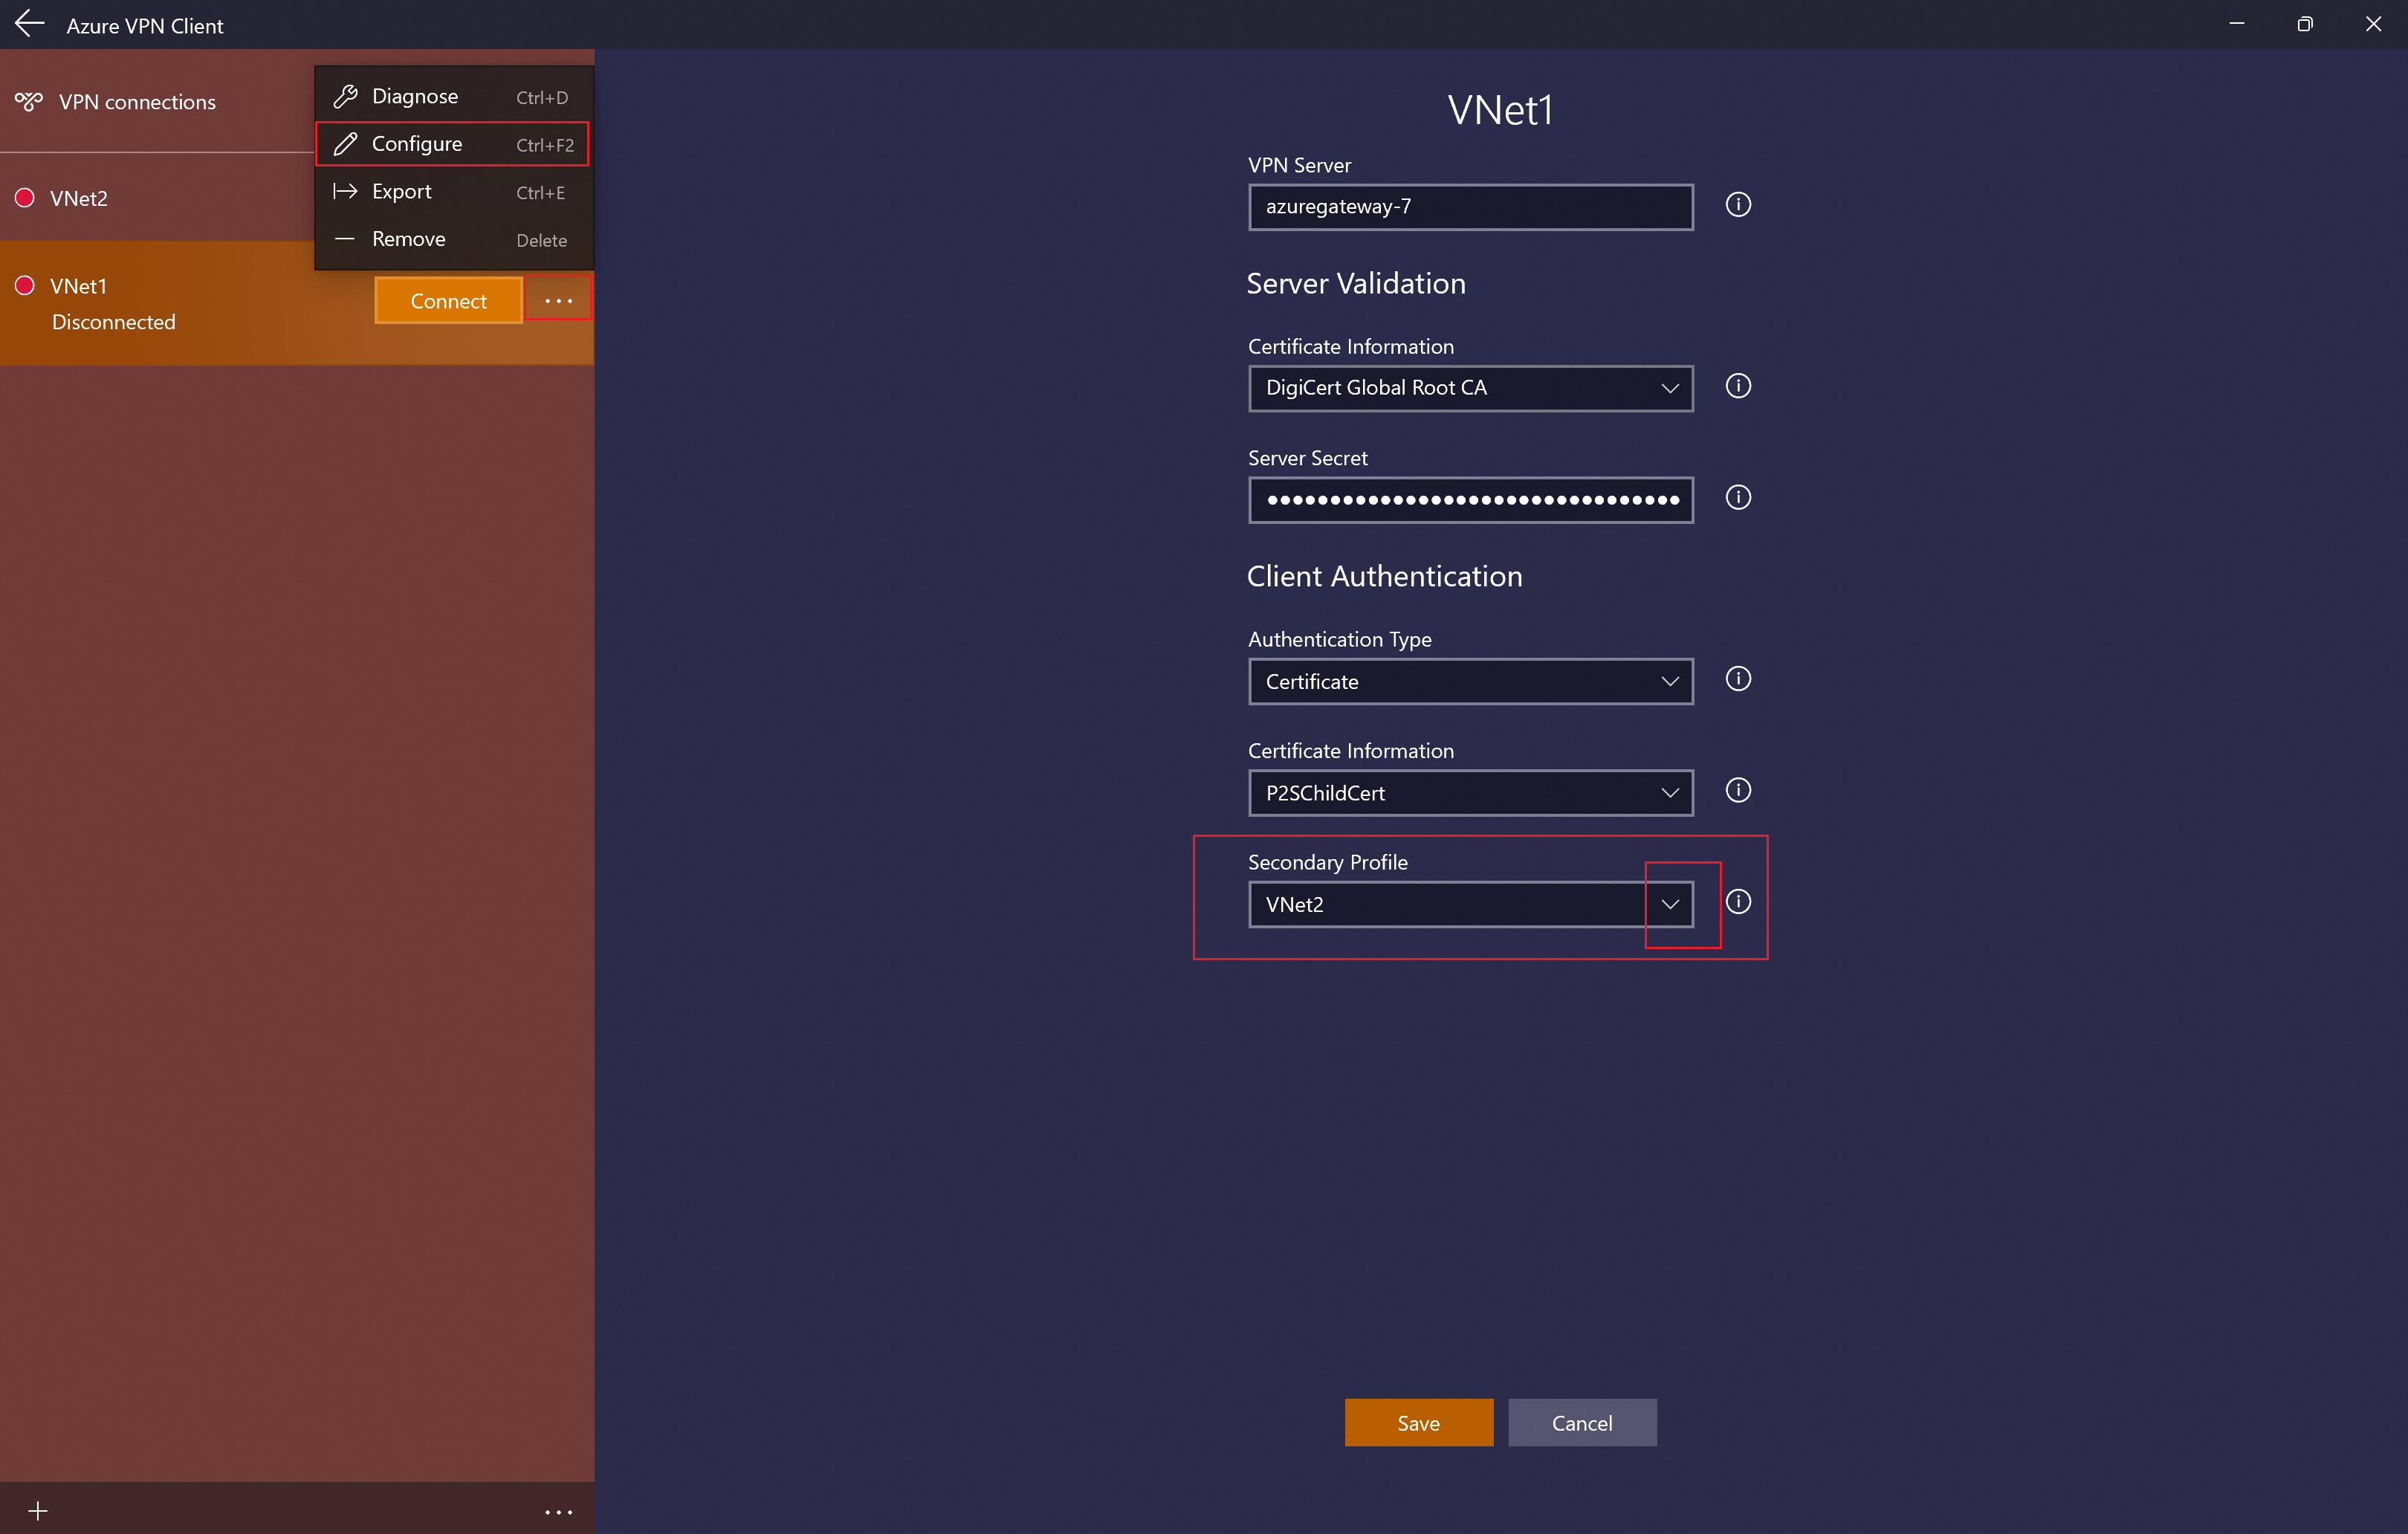 Azure VPN Client
VPN connections
Diagnose Ctrl+D
Configure Ctrl+F2
Export Ctrl+E
Remove Delete
VNet2
VNet1
Disconnected
Connect
VNet1
VPN Server
azuregateway-7
Server Validation
Certificate Information
DigiCert Global Root CA
Server Secret
Client Authentication
Authentication Type
Certificate
Certificate Information
P2SChildCert
Secondary Profile
VNet2
Save Cancel